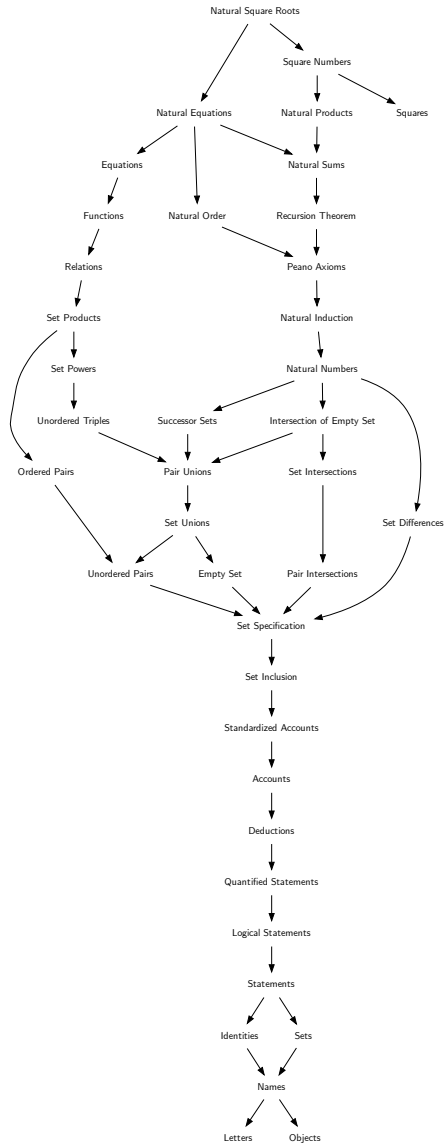 Natural Square Roots
Square Numbers
Natural Equations
Natural Products
Squares
Equations
Natural Sums
Functions
Natural Order
Recursion Theorem
Relations
Peano Axioms
Set Products
Natural Induction
Set Powers
Natural Numbers
Unordered Triples
Successor Sets
Intersection of Empty Set
Ordered Pairs
Pair Unions
Set Intersections
Set Unions
Set Differences
Unordered Pairs
Empty Set
Pair Intersections
Set Specification
Set Inclusion
Standardized Accounts
Accounts
Deductions
Quantified Statements
Logical Statements
Statements
Identities
Sets
Names
Letters
Objects